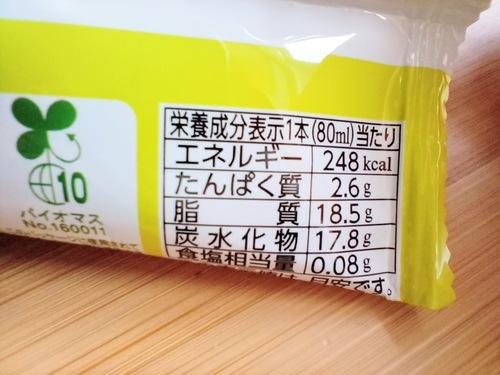 栄養成分表示1本(80ml)当たり
エネルギー 248kcal
たんぱく質 2.6g
脂質 18.5g
炭水化物 17.8g
食塩相当量 0.08g
目安です。
10
バイオマス
No.160011